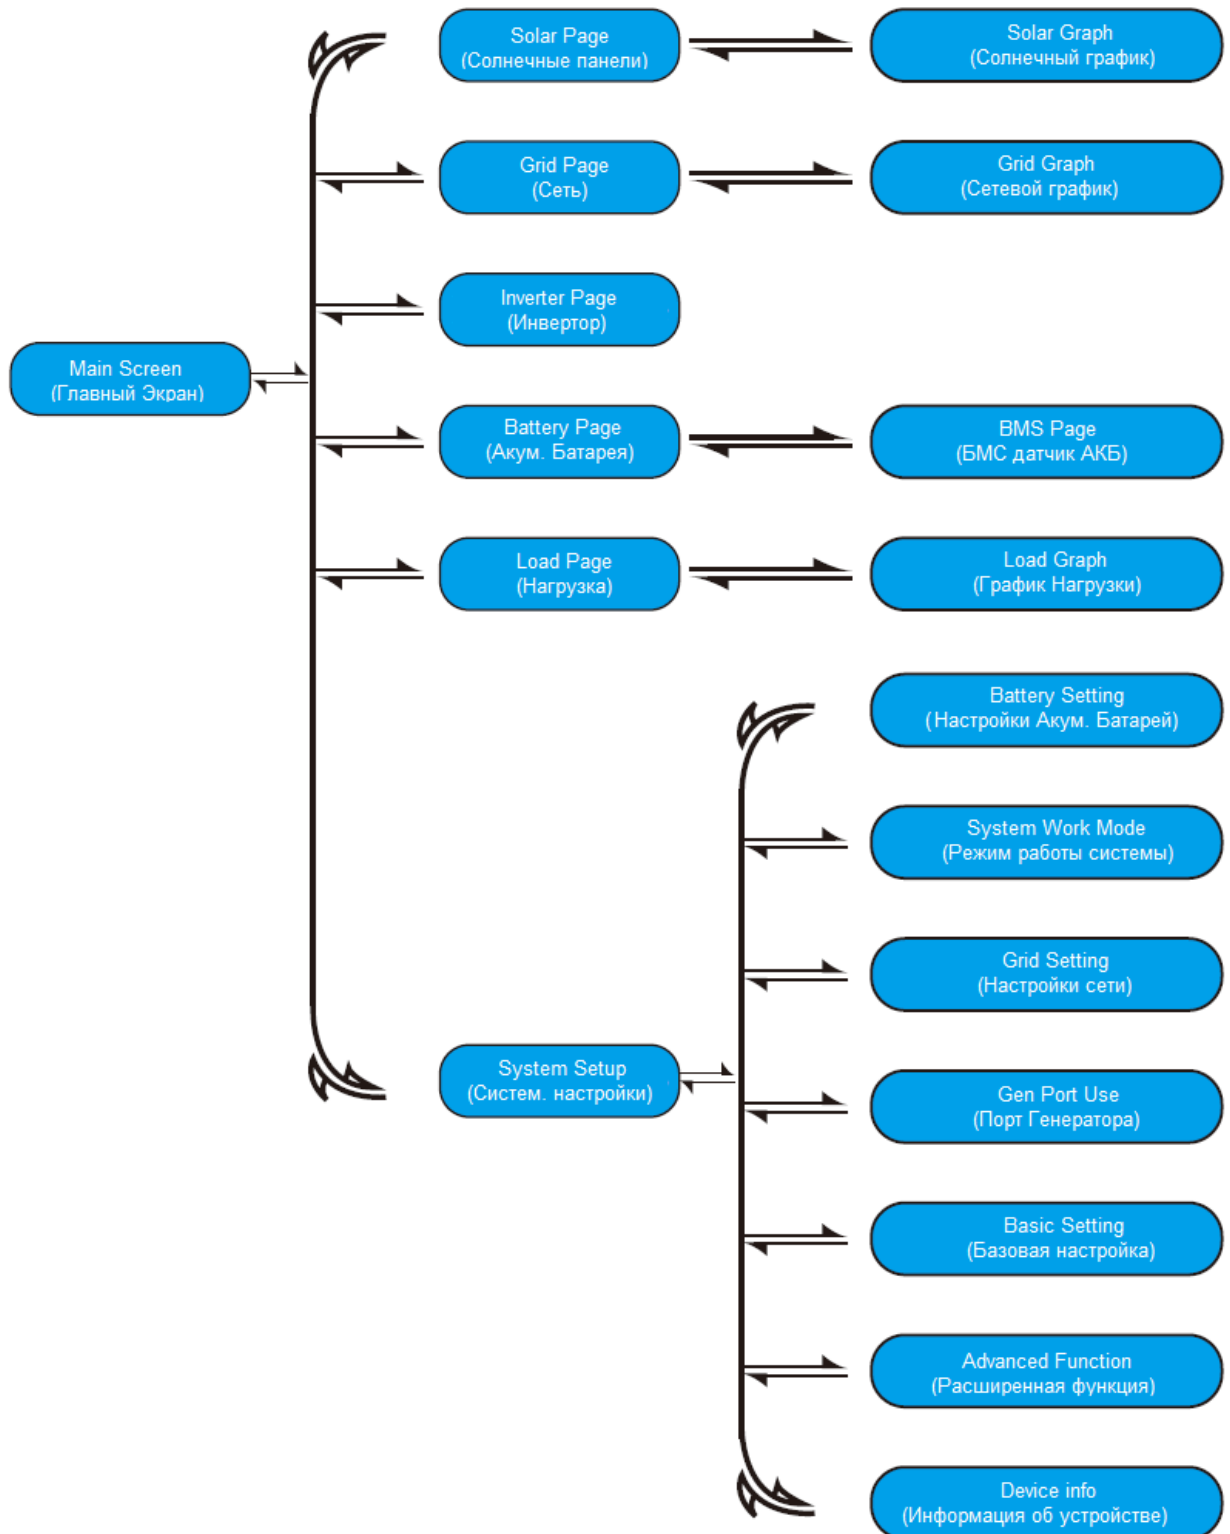 Solar Page
(Солнечные панели)
Solar Graph
(Солнечный график)
Grid Page
(Сеть)
Grid Graph
(Сетевой график)
Inverter Page
(Инвертор)
Main Screen
(Главный Экран)
Battery Page
(Акум. Батарея)
BMS Page
(БМС датчик АКБ)
Load Page
(Нагрузка)
Load Graph
(График Нагрузки)
Battery Setting
(Настройки Акум. Батарей)
System Work Mode
(Режим работы системы)
Grid Setting
(Настройки сети)
System Setup
(Систем. настройки)
Gen Port Use
(Порт Генератора)
Basic Setting
(Базовая настройка)
Advanced Function
(Расширенная функция)
Device info
(Информация об устройстве)